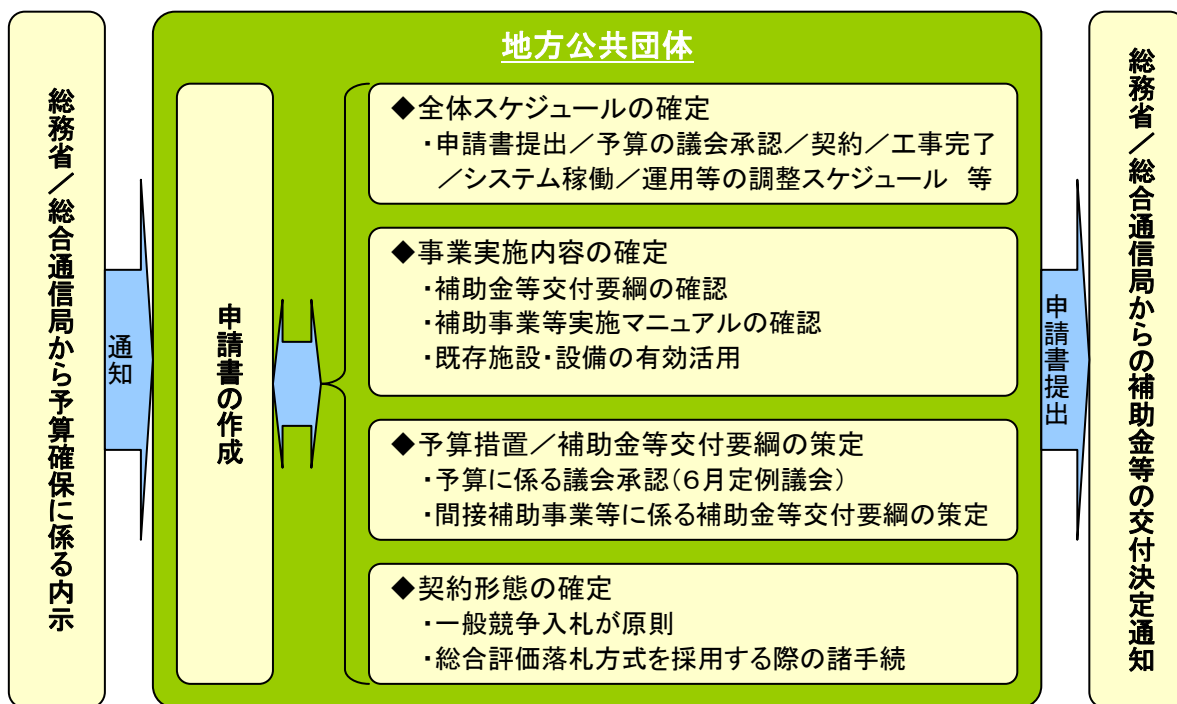 総務省／総合通信局から予算確保に係る内示
通知
地方公共団体
申請書の作成
◆全体スケジュールの確定
・申請書提出／予算の議会承認／契約／工事完了
／システム稼働／運用等の調整スケジュール　等
◆事業実施内容の確定
・補助金等交付要綱の確認
・補助事業等実施マニュアルの確認
・既存施設・設備の有効活用
◆予算措置／補助金等交付要綱の策定
・予算に係る議会承認（６月定例議会）
・間接補助事業等に係る補助金等交付要綱の策定
◆契約形態の確定
・一般競争入札が原則
・総合評価落札方式を採用する際の諸手続
申請書提出
総務省／総合通信局からの補助金等の交付決定通知